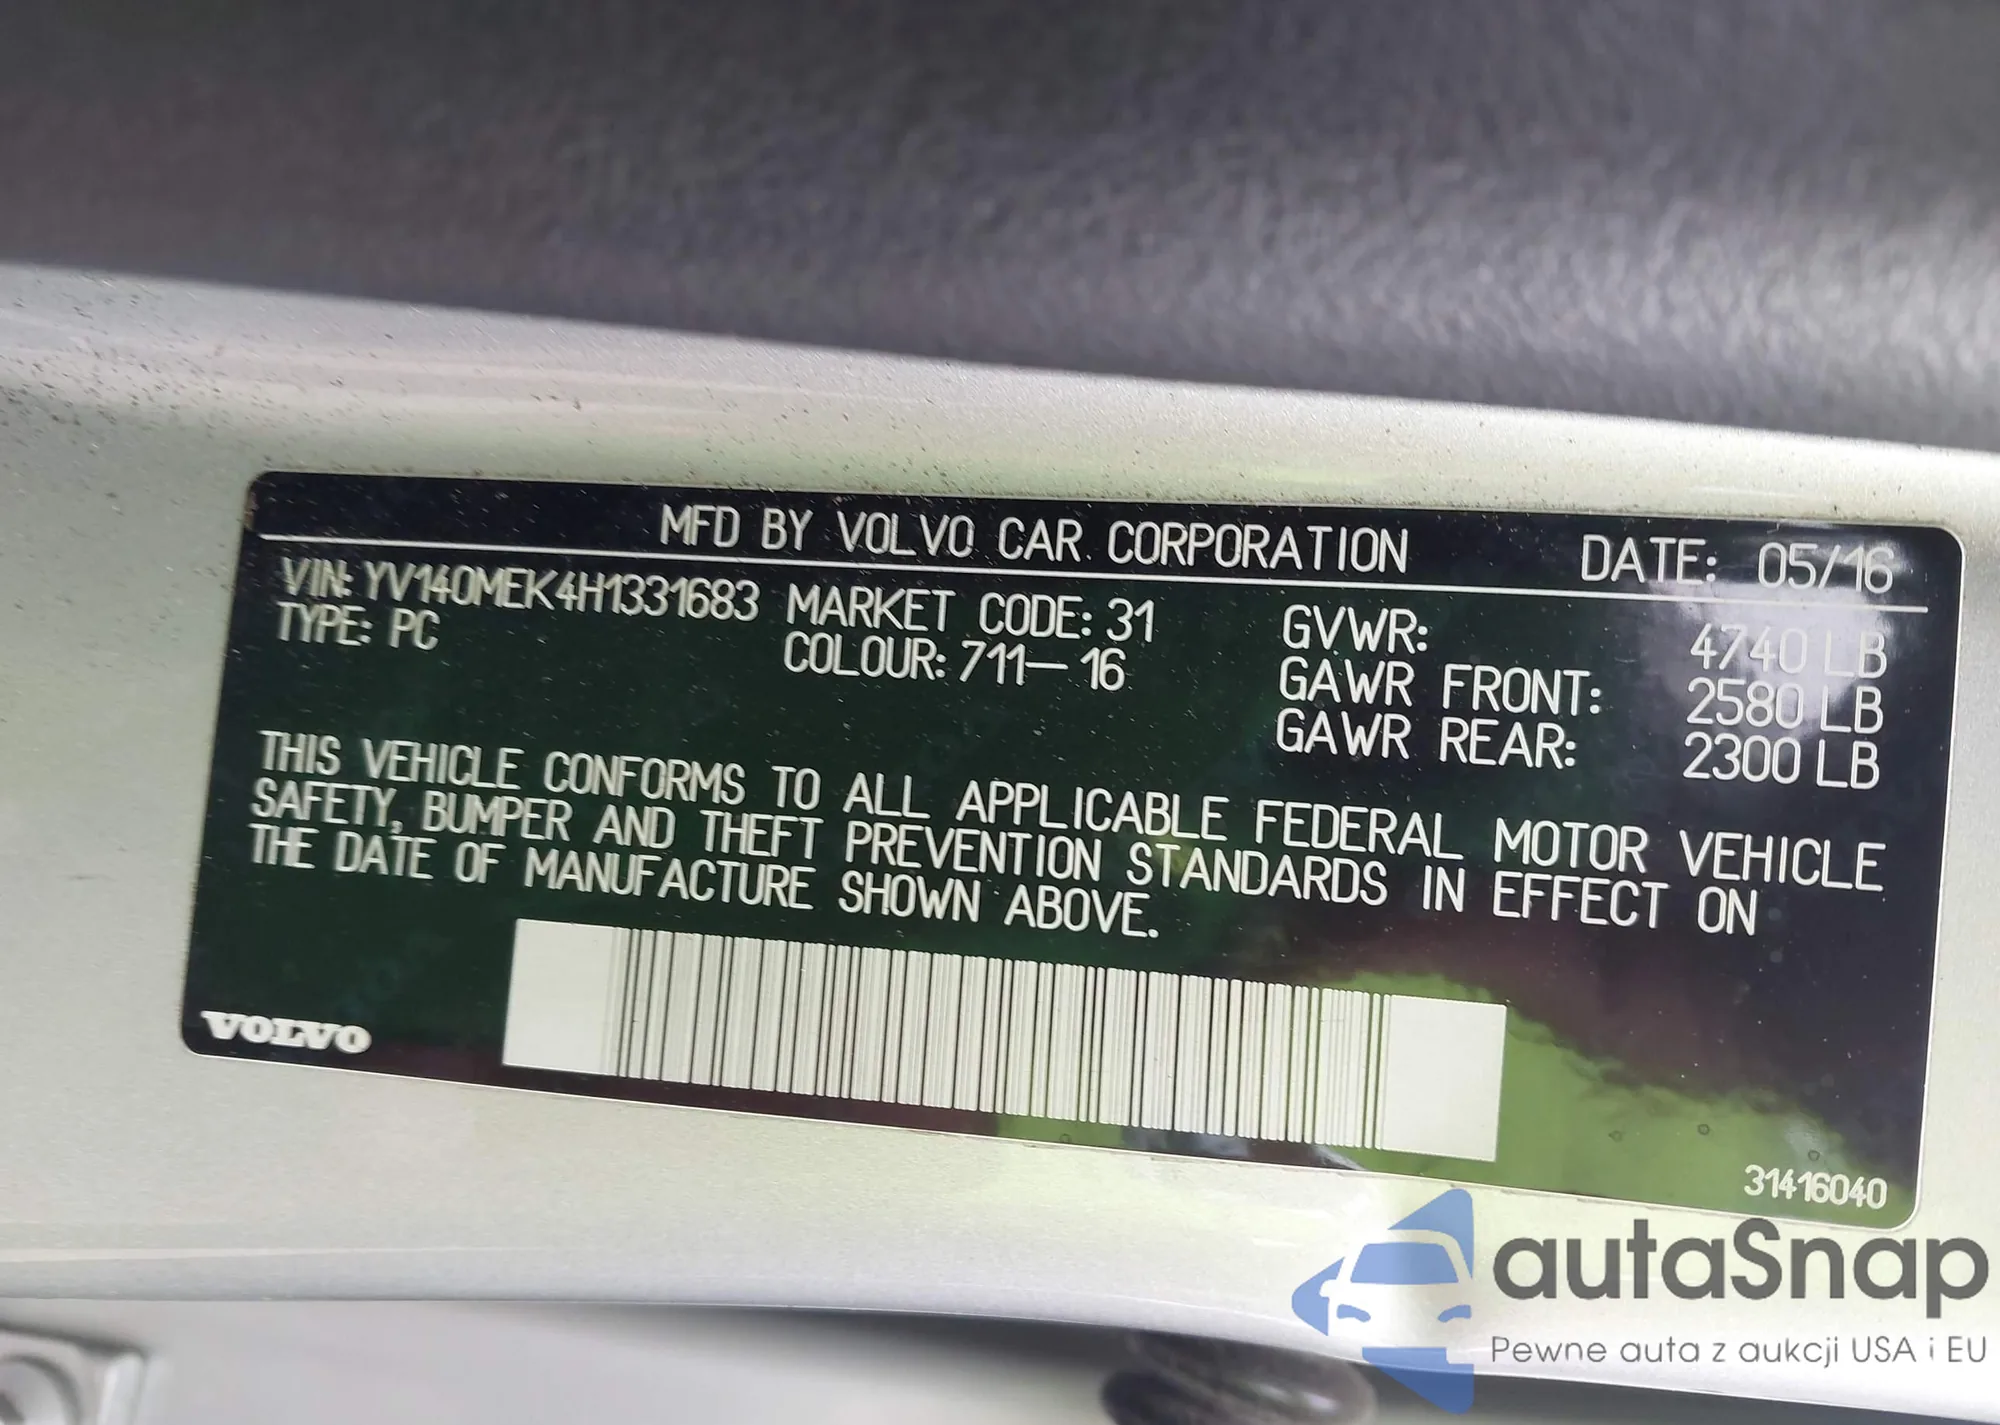 MFD BY VOLVO CAR CORPORATION DATE: 05/16
VIN: YV140MEK4H1331683 MARKET CODE: 31 GVWR: 4740 LB
TYPE: PC COLOUR: 711-16 GAWR FRONT: 2580 LB
GAWR REAR: 2300 LB
THIS VEHICLE CONFORMS TO ALL APPLICABLE FEDERAL MOTOR VEHICLE
SAFETY, BUMPER AND THEFT PREVENTION STANDARDS IN EFFECT ON
THE DATE OF MANUFACTURE SHOWN ABOVE.
VOLVO
31416040
autaSnap
Pewne auta z aukcji USA i EU